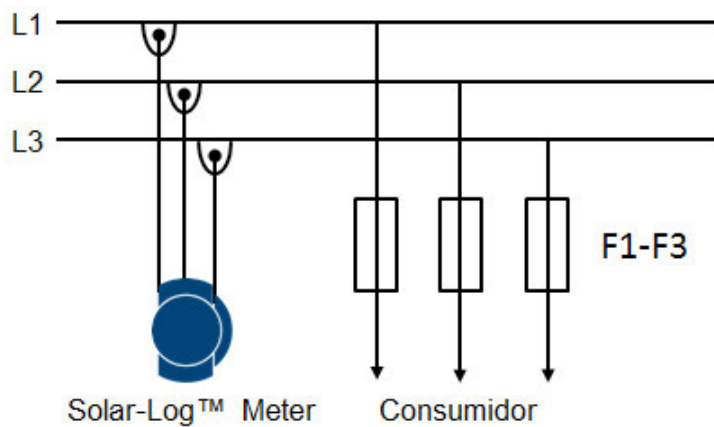 L1
L2
L3
F1-F3
Solar-Log™ Meter
Consumidor